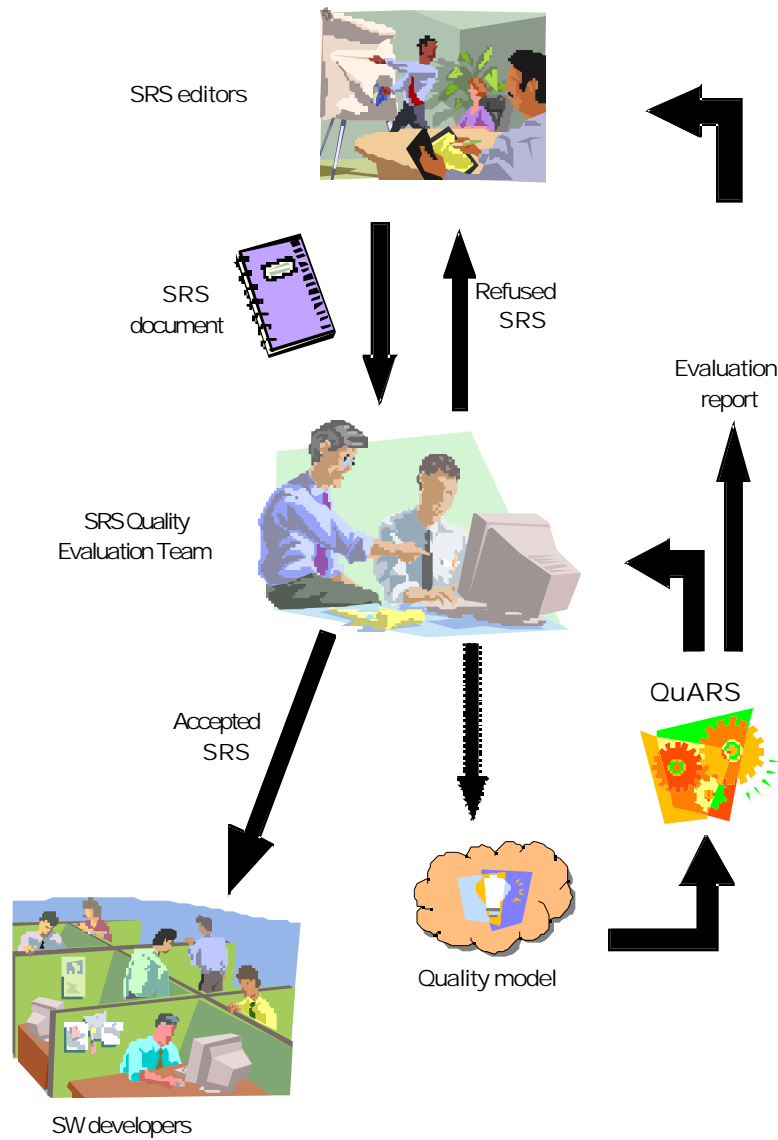 SRS editors
SRS
document
Refused
SRS
Evaluation
report
SRS Quality
Evaluation Team
QuARS
Accepted
SRS
Quality model
SW developers